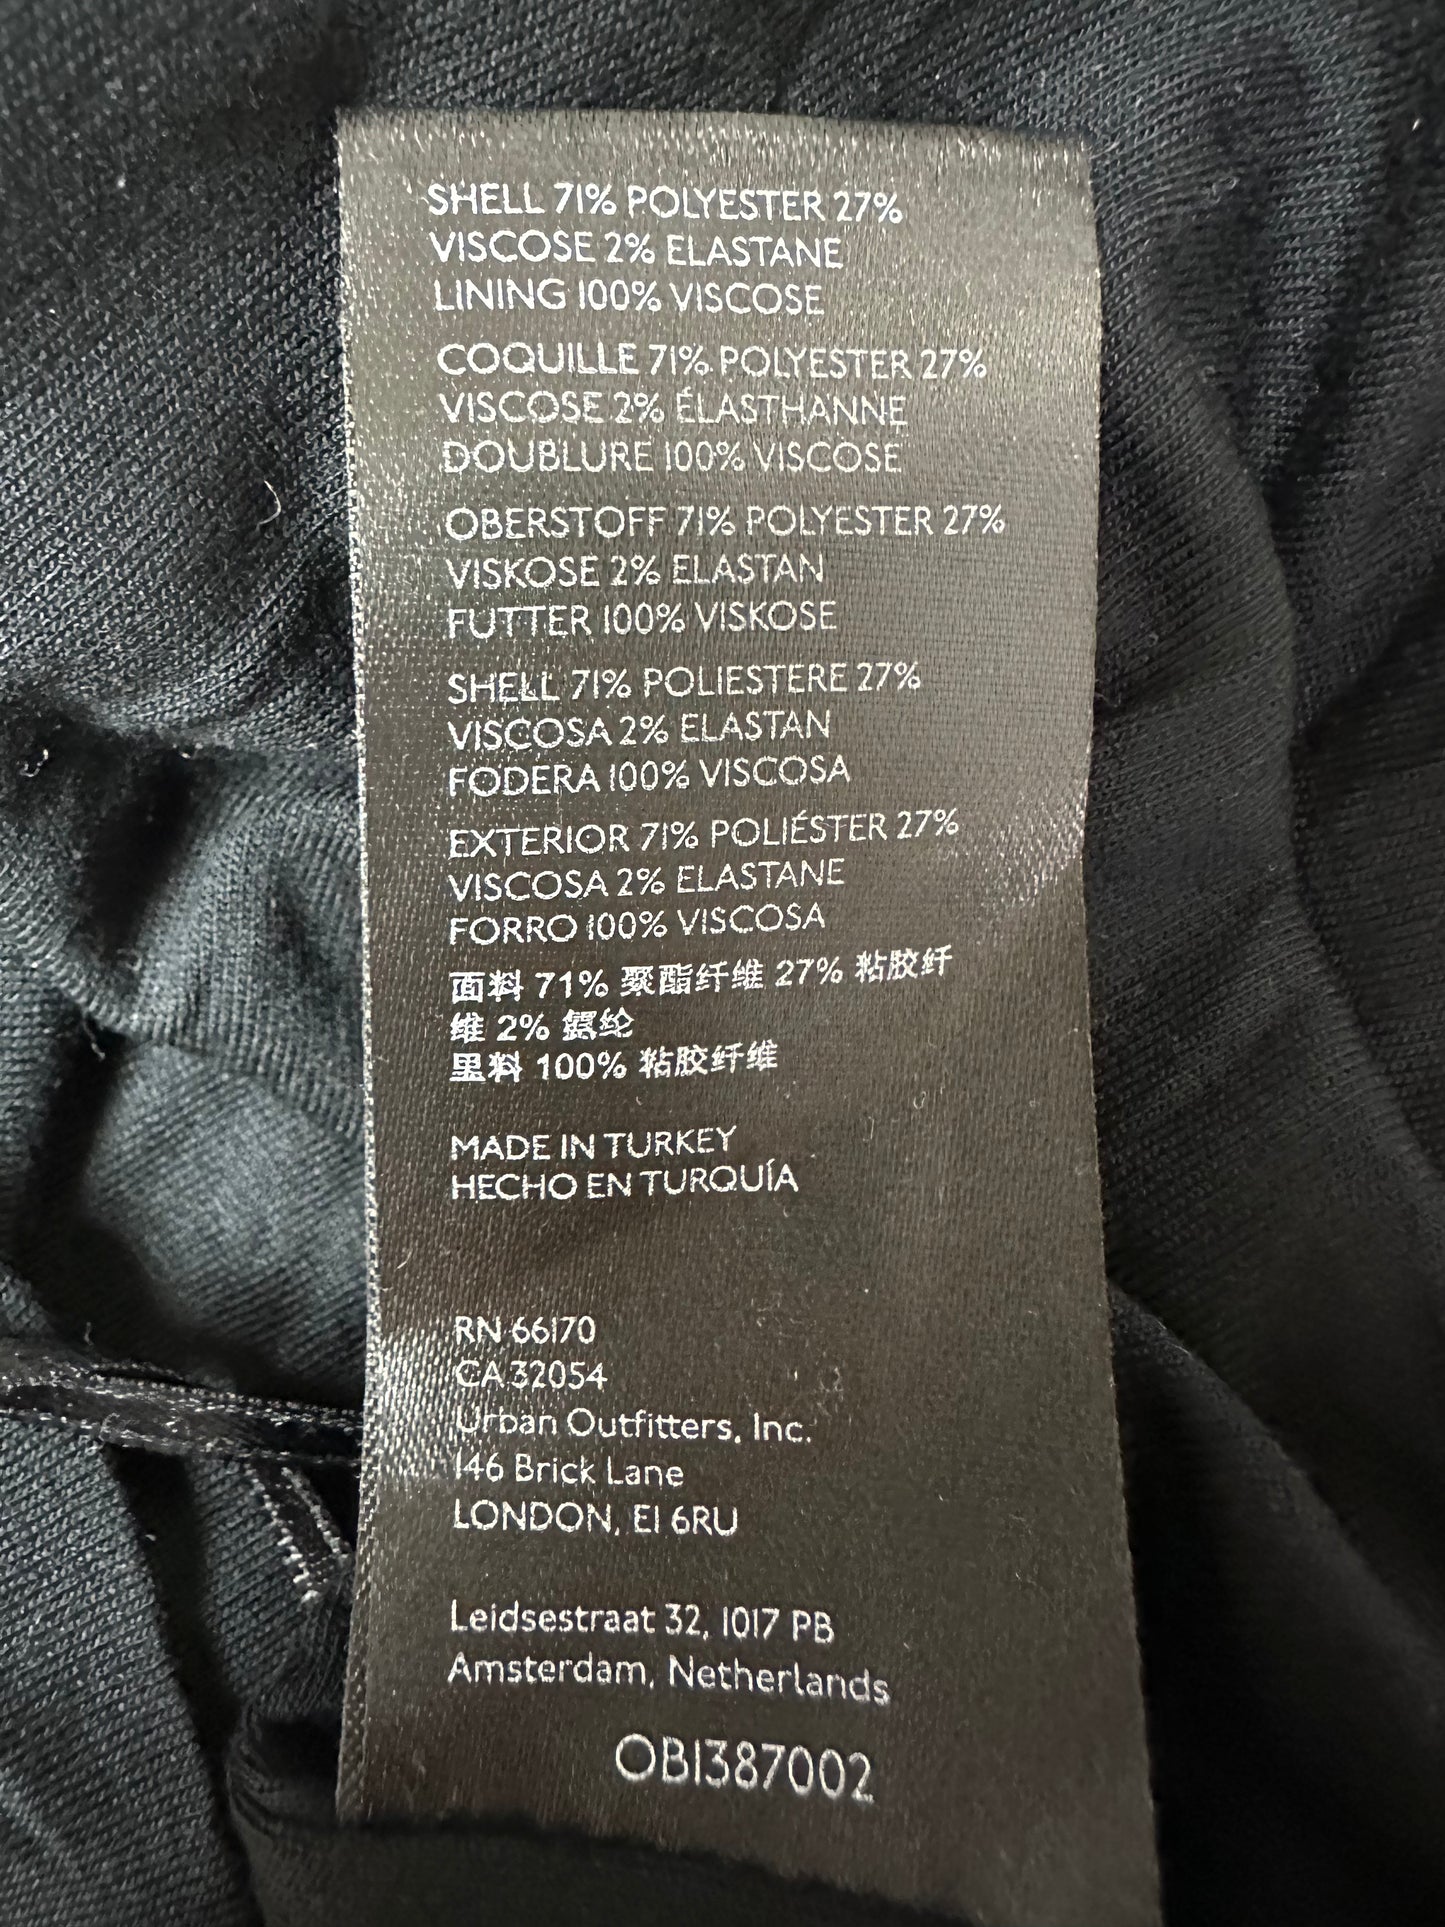 SHELL 71% POLYESTER 27%
VISCOSE 2% ELASTANE
LINING 100% VISCOSE
COQUILLE 71% POLYESTER 27%
VISCOSE 2% ÉLASTHANNE
DOUBLURE 100% VISCOSE
OBERSTOFF 71% POLYESTER 27%
VISKOSE 2% ELASTAN
FUTTER 100% VISKOSE
SHELL 71% POLIESTERE 27%
VISCOSA 2% ELASTAN
FODERA 100% VISCOSA
EXTERIOR 71% POLIÉSTER 27%
VISCOSA 2% ELASTANE
FORRO 100% VISCOSA
面料 71% 聚酯纤维 27% 粘胶纤
维 2% 氨纶
里料 100% 粘胶纤维
MADE IN TURKEY
HECHO EN TURQUÍA
RN 66170
CA 32054
Urban Outfitters, Inc.
146 Brick Lane
LONDON, E1 6RU
Leidsestraat 32, 1017 PB
Amsterdam, Netherlands
OB1387002